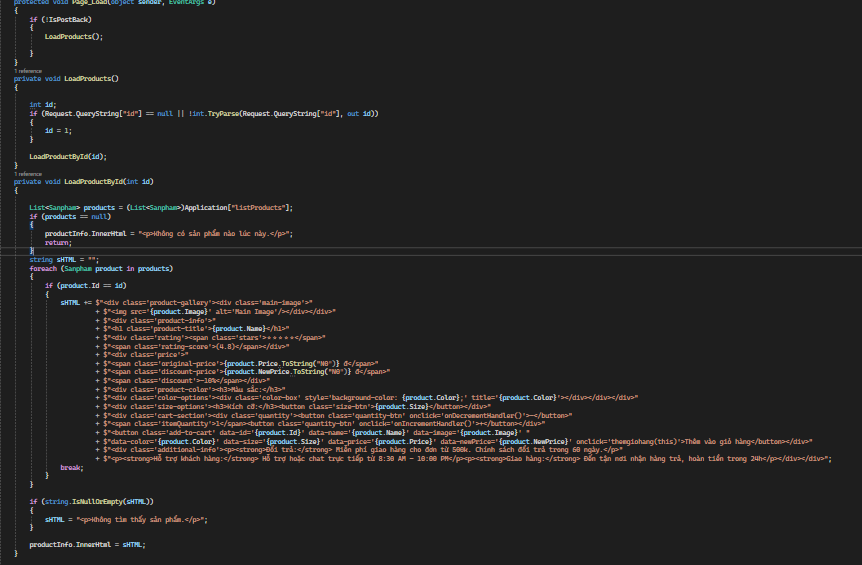 protected void Page_Load(object sender, EventArgs e)
{
if (!IsPostBack)
{
LoadProducts();
}
}
1 reference
private void LoadProducts()
{
int id;
if (Request.QueryString["id"] == null || !int.TryParse(Request.QueryString["id"], out id))
{
id = 1;
}
LoadProductById(id);
}
1 reference
private void LoadProductById(int id)
{
List<Sanpham> products = (List<Sanpham>)Application["listProducts"];
if (products == null)
{
productInfo.InnerHtml = "<p>Không có sản phẩm nào lúc này.</p>";
return;
}
string sHTML = "";
foreach (Sanpham product in products)
{
if (product.Id == id)
{
sHTML += $"<div class='product-gallery'><div class='main-image'>"
+ $"<img src='{product.Image}' alt='Main Image'/></div></div>"
+ $"<div class='product-info'>"
+ $"<h1 class='product-title'>{product.Name}</h1>"
+ $"<div class='rating'><span class='stars'>★★★★★</span>"
+ $"<span class='rating-score'>(4.8)</span></div>"
+ $"<div class='price'>"
+ $"<span class='original-price'>{product.Price.ToString("N0")} đ</span>"
+ $"<span class='discount-price'>{product.NewPrice.ToString("N0")} đ</span>"
+ $"<span class='discount'>-10%</span></div>"
+ $"<div class='product-color'><h3>Màu sắc:</h3>"
+ $"<div class='color-options'><div class='color-box' style='background-color: {product.Color};' title='{product.Color}'></div></div></div>"
+ $"<div class='size-options'><h3>Kích cỡ:</h3><button class='size-btn'>{product.Size}</button></div>"
+ $"<div class='cart-section'><div class='quantity'><button class='quantity-btn' onclick='onDecrementHandler()'>-</button>"
+ $"<span class='itemQuantity'>1</span><button class='quantity-btn' onclick='onIncrementHandler()'>+</button></div>"
+ $"<button class='add-to-cart' data-id='{product.Id}' data-name='{product.Name}' data-image='{product.Image}' "
+ $"data-color='{product.Color}' data-size='{product.Size}' data-price='{product.Price}' data-newPrice='{product.NewPrice}' onclick='themgiohang(this)'>Thêm vào giỏ hàng</button></div>"
+ $"<div class='additional-info'><p><strong>Đổi trả:</strong> Miễn phí giao hàng cho đơn từ 500k. Chính sách đổi trả trong 60 ngày.</p>"
+ $"<p><strong>Hỗ trợ khách hàng:</strong> Hỗ trợ hoặc chat trực tiếp từ 8:30 AM - 10:00 PM</p><p><strong>Giao hàng:</strong> Đến tận nơi nhận hàng trả, hoàn tiền trong 24h</p></div></div>";
break;
}
}
if (string.IsNullOrEmpty(sHTML))
{
sHTML = "<p>Không tìm thấy sản phẩm.</p>";
}
productInfo.InnerHtml = sHTML;
}